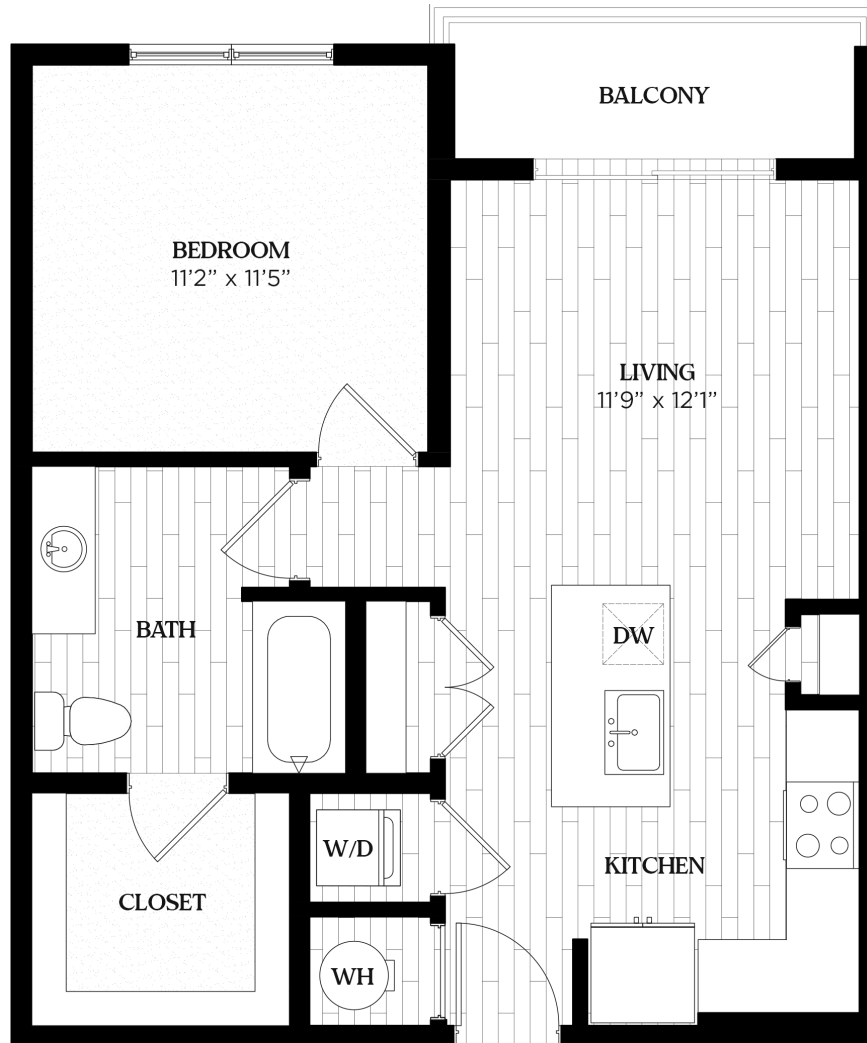 BALCONY
BEDROOM
11’2” x 11’5”
LIVING
11’9” x 12’1”
BATH
DW
W/D
KITCHEN
CLOSET
WH